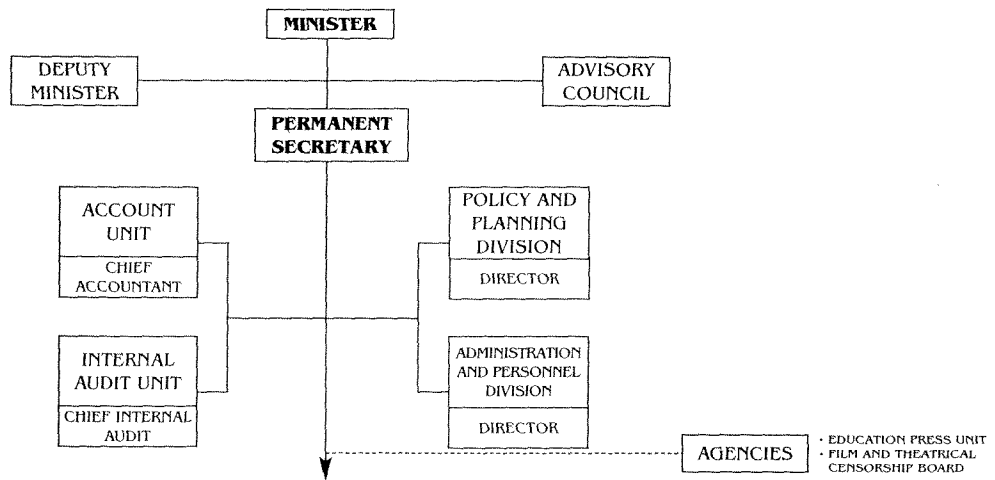 MINISTER
DEPUTY
MINISTER
ADVISORY
COUNCIL
PERMANENT
SECRETARY
ACCOUNT
UNIT
CHIEF
ACCOUNTANT
POLICY AND
PLANNING
DIVISION
DIRECTOR
INTERNAL
AUDIT UNIT
CHIEF INTERNAL
AUDIT
ADMINISTRATION
AND PERSONNEL
DIVISION
DIRECTOR
AGENCIES
· EDUCATION PRESS UNIT
· FILM AND THEATRICAL
CENSORSHIP BOARD